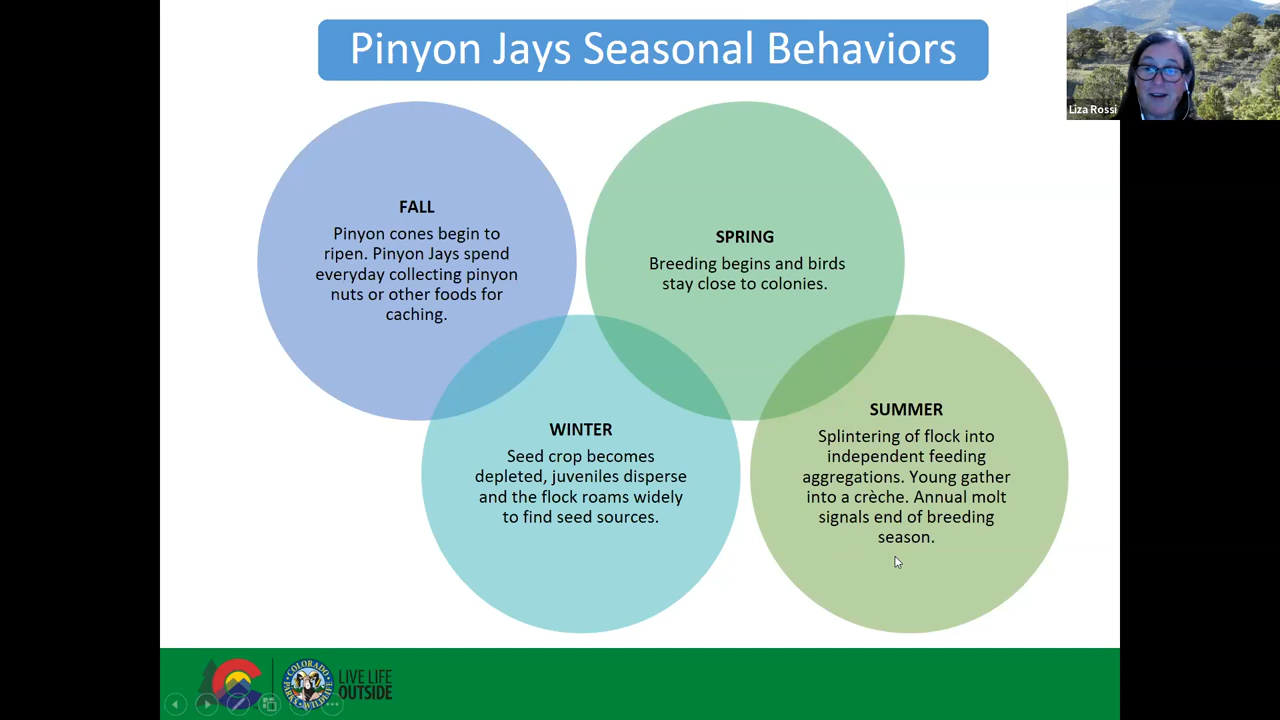 Pinyon Jays Seasonal Behaviors
Liza Rossi
FALL
Pinyon cones begin to
ripen. Pinyon Jays spend
everyday collecting pinyon
nuts or other foods for
caching.
SPRING
Breeding begins and birds
stay close to colonies.
WINTER
Seed crop becomes
depleted, juveniles disperse
and the flock roams widely
to find seed sources.
SUMMER
Splintering of flock into
independent feeding
aggregations. Young gather
into a crèche. Annual molt
signals end of breeding
season.
COLORADO
PARKS
WILDLIFE
LIVE LIFE
OUTSIDE